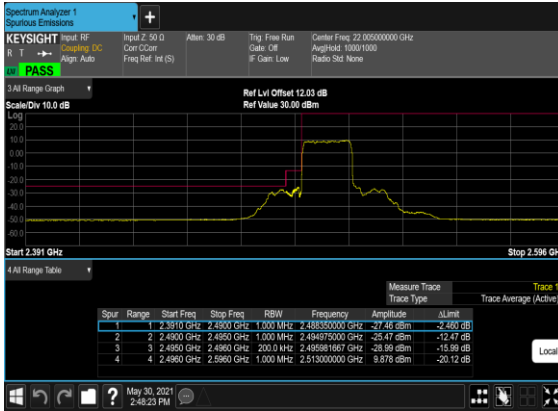 Spectrum Analyzer 1
Spurious Emissions
+
KEYSIGHT
R T
Input: RF
Coupling: DC
Align: Auto
Input Z: 50 Ω
Corr CCorr
Freq Ref: Int (S)
Atten: 30 dB
Trig: Free Run
Gate: Off
IF Gain: Low
Center Freq: 22.005000000 GHz
Avg|Hold: 1000/1000
Radio Std: None
PASS
3 All Range Graph
Scale/Div 10.0 dB
Ref Lvl Offset 12.03 dB
Ref Value 30.00 dBm
Log
20.0
10.0
0.00
-10.0
-20.0
-30.0
-40.0
-50.0
-60.0
Start 2.391 GHz
Stop 2.596 GH
4 All Range Table
Measure Trace Trace 1
Trace Type Trace Average (Active)
Spur Range Start Freq Stop Freq RBW Frequency Amplitude ΔLimit
1 1 2.3910 GHz 2.4900 GHz 1.000 MHz 2.488350000 GHz -27.46 dBm -2.460 dB
2 2 2.4900 GHz 2.4950 GHz 1.000 MHz 2.494975000 GHz -25.47 dBm -12.47 dB
3 3 2.4950 GHz 2.4960 GHz 200.0 kHz 2.495981667 GHz -28.99 dBm -15.99 dB
4 4 2.4960 GHz 2.5960 GHz 1.000 MHz 2.513000000 GHz 9.878 dBm -20.12 dB
Local
?
May 30, 2021
2:48:23 PM